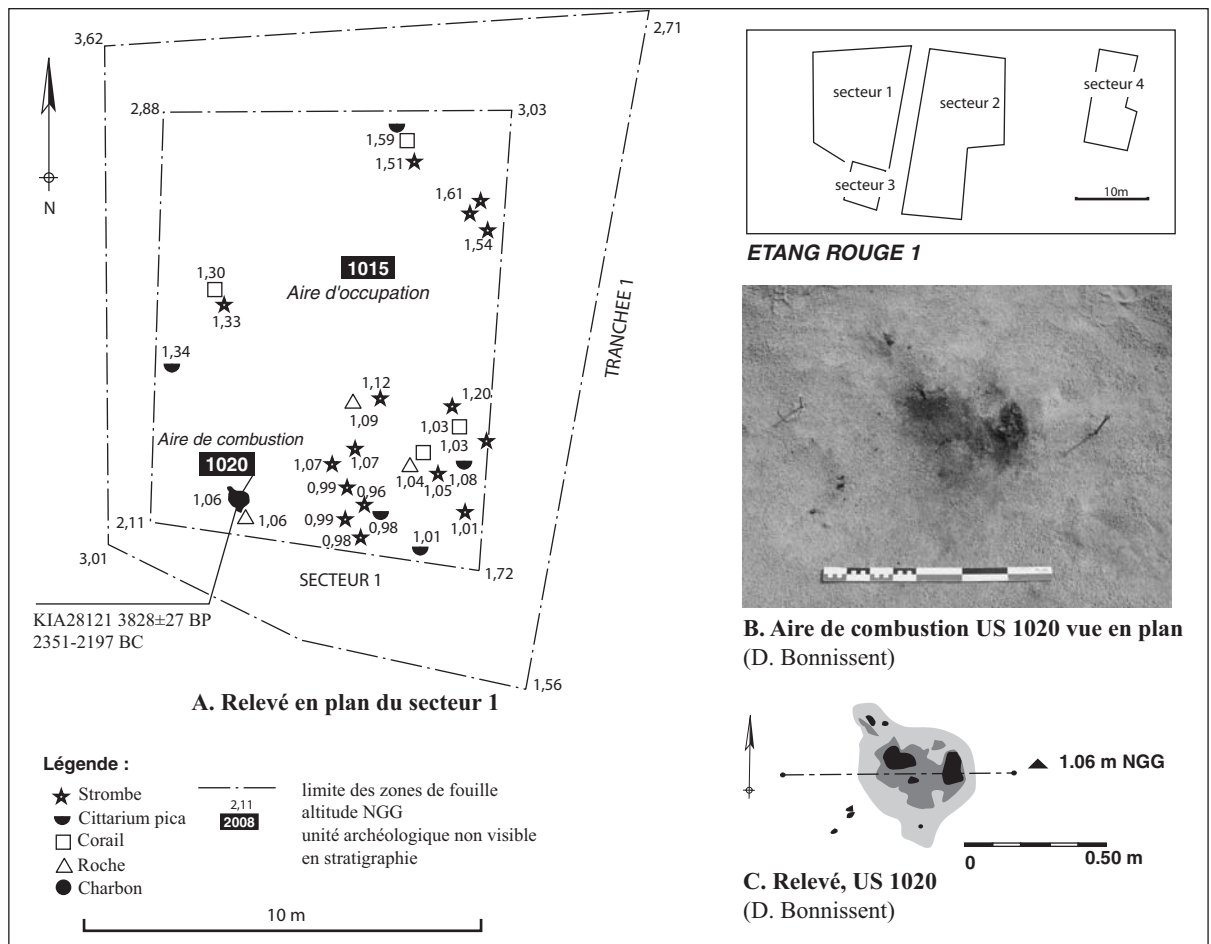 3,62
2,71
2,88
3,03
N
1,59
1,51
1,61
1,54
1015
Aire d'occupation
1,30
1,33
1,34
TRANCHEE 1
1,12
1,09
1,20
1,03
1,03
Aire de combustion
1020
1,06
1,06
1,07
1,07
1,04
1,05
1,08
0,99
0,96
0,99
0,98
0,98
1,01
1,01
2,11
3,01
1,72
SECTEUR 1
1,56
KIA28121 3828±27 BP
2351-2197 BC
A. Relevé en plan du secteur 1
Légende :
Strombe
Cittarium pica
Corail
Roche
Charbon
limite des zones de fouille
2,11
altitude NGG
2008
unité archéologique non visible
en stratigraphie
10 m
secteur 1
secteur 2
secteur 3
secteur 4
10m
ETANG ROUGE 1
B. Aire de combustion US 1020 vue en plan
(D. Bonnissent)
1.06 m NGG
0
0.50 m
C. Relevé, US 1020
(D. Bonnissent)